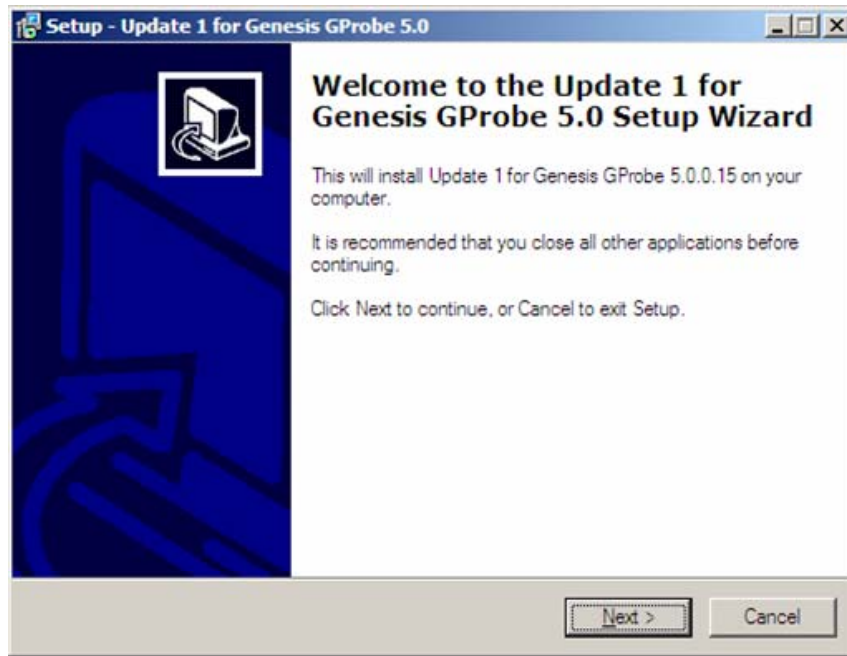 Setup - Update 1 for Genesis GProbe 5.0
Welcome to the Update 1 for
Genesis GProbe 5.0 Setup Wizard
This will install Update 1 for Genesis GProbe 5.0.0.15 on your
computer.
It is recommended that you close all other applications before
continuing.
Click Next to continue, or Cancel to exit Setup.
Next >
Cancel